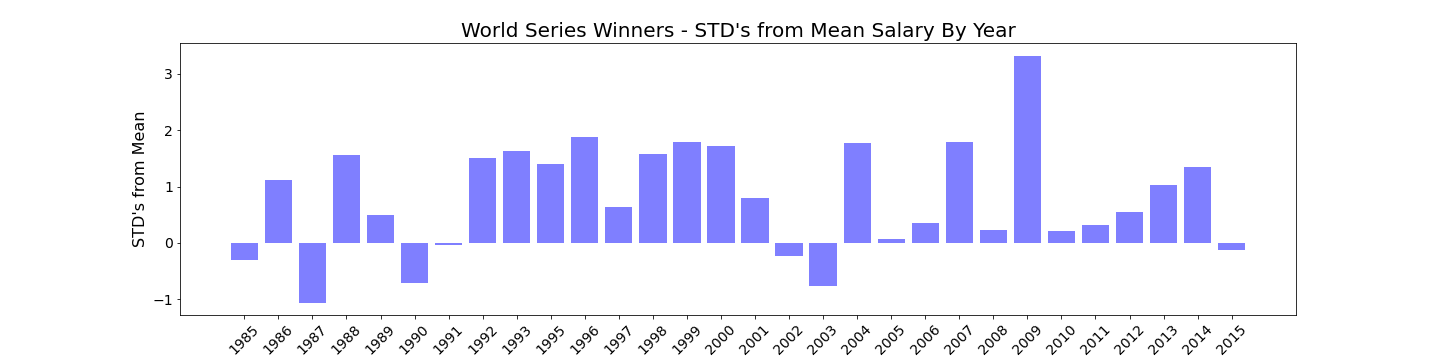 World Series Winners - STD's from Mean Salary By Year
STD's from Mean
3
2
1
0
−1
1985 1986 1987 1988 1989 1990 1991 1992 1993 1995 1996 1997 1998 1999 2000 2001 2002 2003 2004 2005 2006 2007 2008 2009 2010 2011 2012 2013 2014 2015